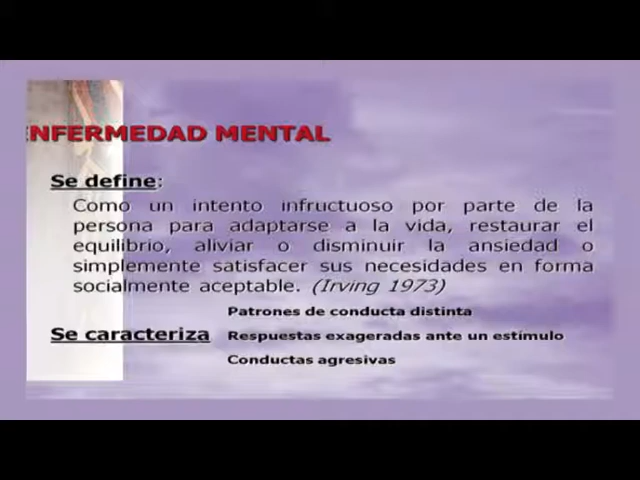 ENFERMEDAD MENTAL
Se define:
Como un intento infructuoso por parte de la
persona para adaptarse a la vida, restaurar el
equilibrio, aliviar o disminuir la ansiedad o
simplemente satisfacer sus necesidades en forma
socialmente aceptable. (Irving 1973)
Patrones de conducta distinta
Se caracteriza Respuestas exageradas ante un estímulo
Conductas agresivas